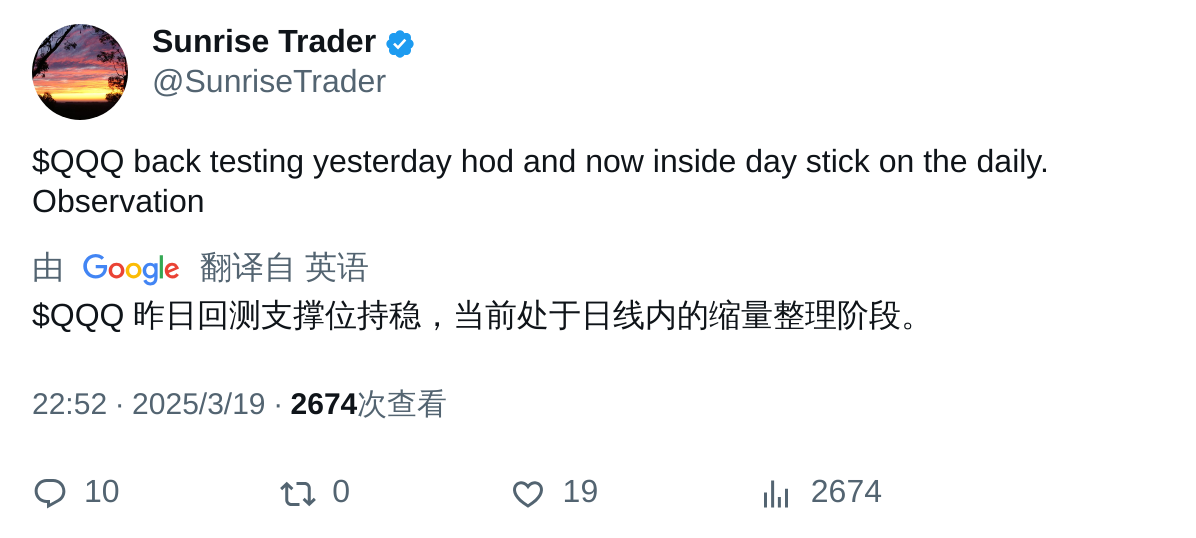 Sunrise Trader
@SunriseTrader
$QQQ back testing yesterday hod and now inside day stick on the daily.
Observation
由 Google 翻译自 英语
$QQQ 昨日回测支撑位持稳，当前处于日线内的缩量整理阶段。
22:52 · 2025/3/19 · 2674次查看
10 0 19 2674